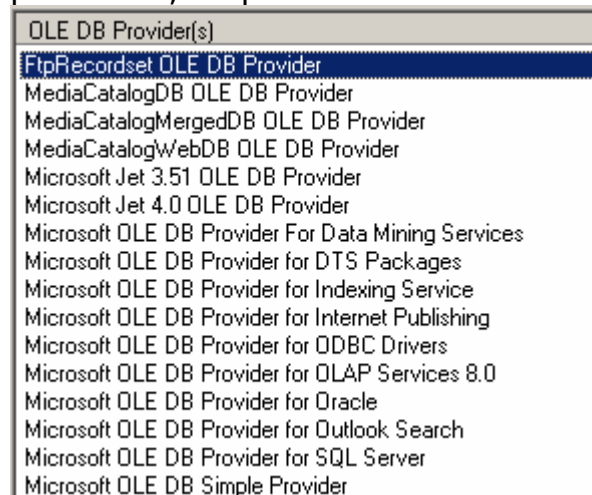 OLE DB Provider(s)
FtpRecordset OLE DB Provider
MediaCatalogDB OLE DB Provider
MediaCatalogMergedDB OLE DB Provider
MediaCatalogWebDB OLE DB Provider
Microsoft Jet 3.51 OLE DB Provider
Microsoft Jet 4.0 OLE DB Provider
Microsoft OLE DB Provider For Data Mining Services
Microsoft OLE DB Provider for DTS Packages
Microsoft OLE DB Provider for Indexing Service
Microsoft OLE DB Provider for Internet Publishing
Microsoft OLE DB Provider for ODBC Drivers
Microsoft OLE DB Provider for OLAP Services 8.0
Microsoft OLE DB Provider for Oracle
Microsoft OLE DB Provider for Outlook Search
Microsoft OLE DB Provider for SQL Server
Microsoft OLE DB Simple Provider